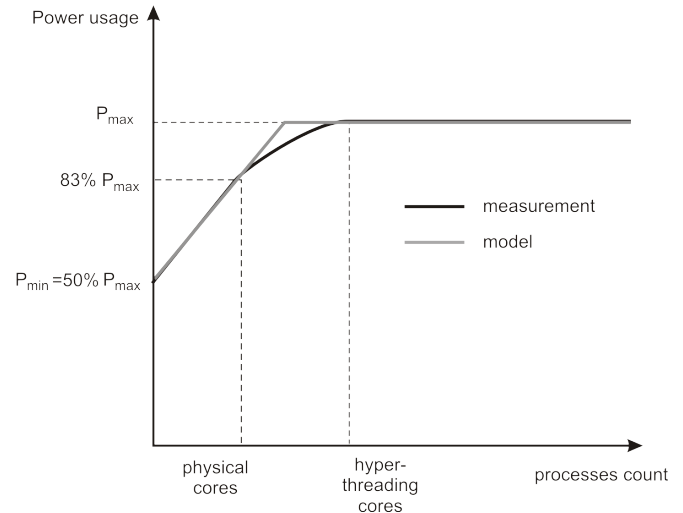 Power usage
Pmax
83% Pmax
measurement
model
Pmin=50% Pmax
physical
cores
hyper-
threading
cores
processes count